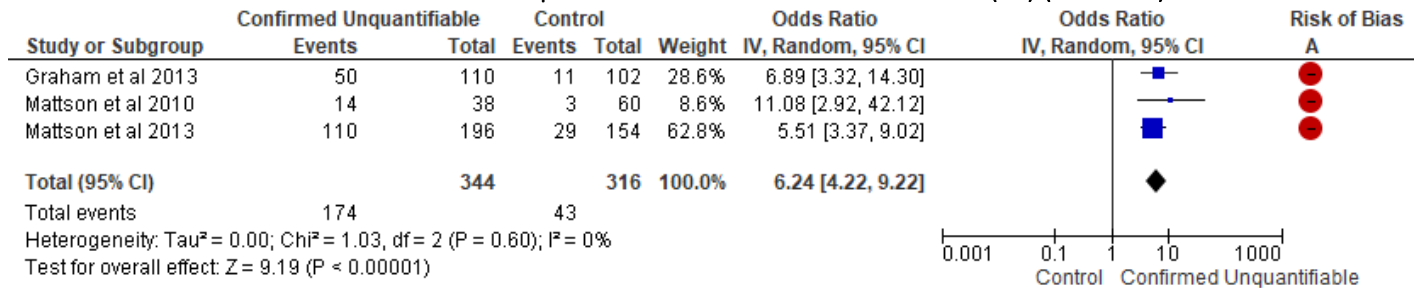 Confirmed Unquantifiable Control Odds Ratio Odds Ratio Risk of Bias
Study or Subgroup Events Total Events Total Weight IV, Random, 95% CI IV, Random, 95% CI A
Graham et al 2013 50 110 11 102 28.6% 6.89 [3.32, 14.30]
Mattson et al 2010 14 38 3 60 8.6% 11.08 [2.92, 42.12]
Mattson et al 2013 110 196 29 154 62.8% 5.51 [3.37, 9.02]
Total (95% CI) 344 316 100.0% 6.24 [4.22, 9.22]
Total events 174 43
Heterogeneity: Tau² = 0.00; Chi² = 1.03, df = 2 (P = 0.60); I² = 0%
Test for overall effect: Z = 9.19 (P < 0.00001)
0.001 0.1 1 10 1000
Control Confirmed Unquantifiable